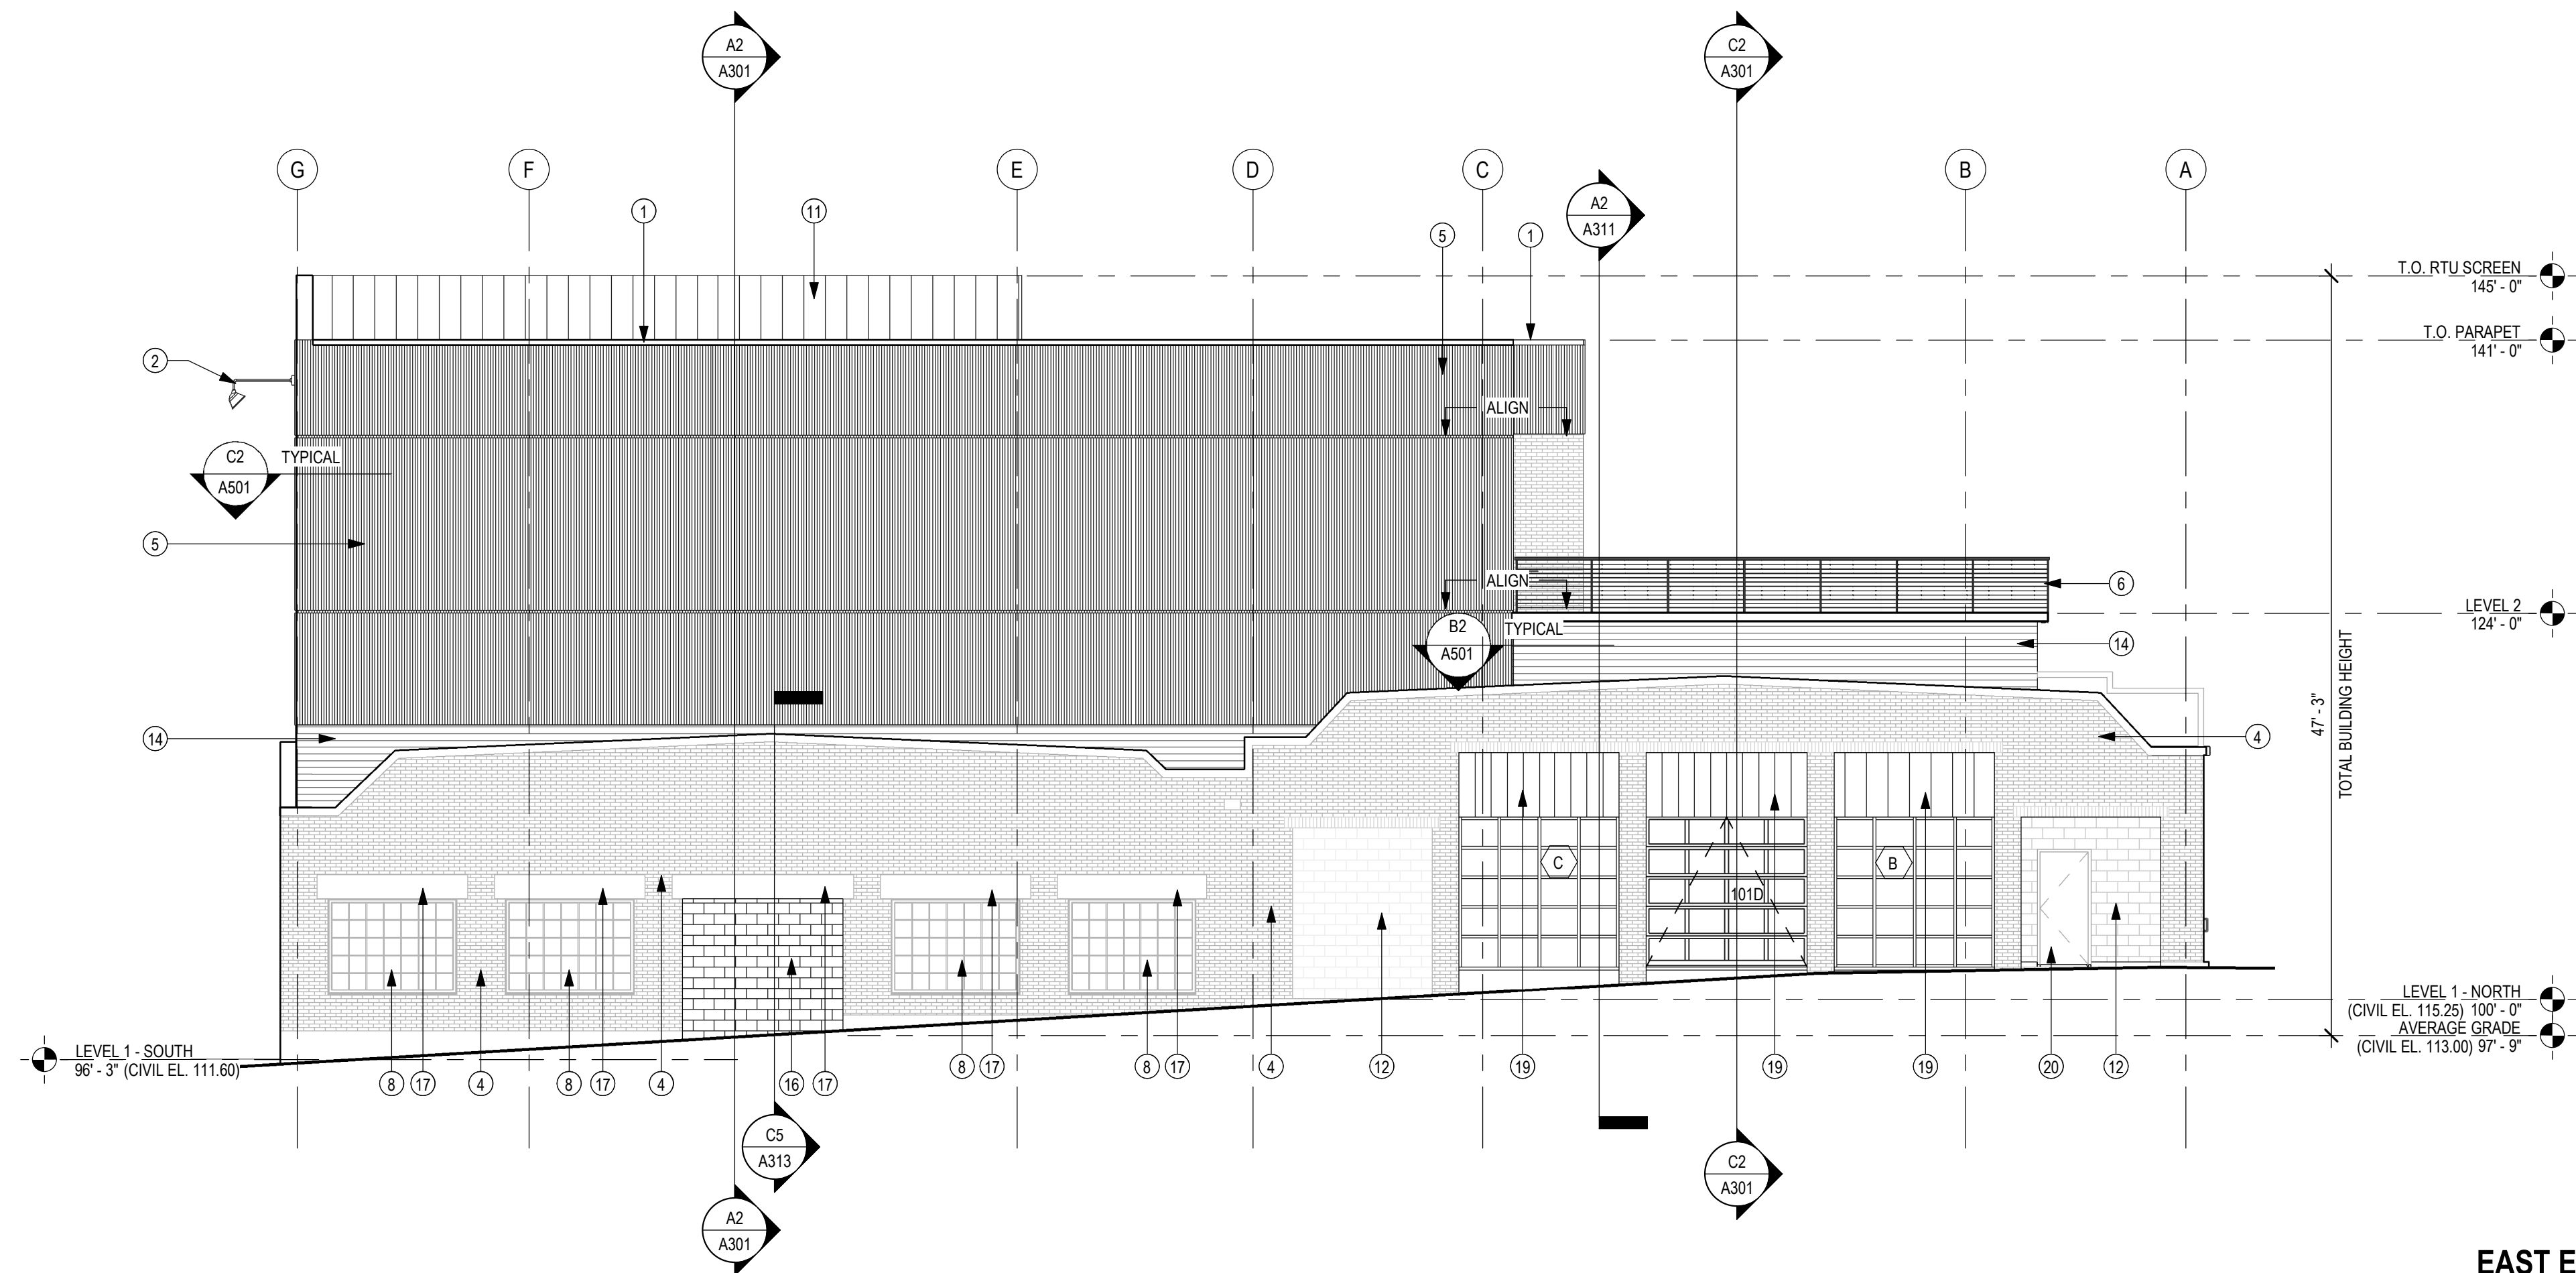 A2
A301
C2
A301
G
F
E
D
C
B
A
A2
A311
1
11
5
1
T.O. RTU SCREEN
145' - 0"
T.O. PARAPET
141' - 0"
2
ALIGN
C2
A501
TYPICAL
5
ALIGN
6
LEVEL 2
124' - 0"
B2
A501
TYPICAL
14
47' - 3"
TOTAL BUILDING HEIGHT
14
4
C
101D
B
LEVEL 1 - NORTH
(CIVIL EL. 115.25) 100' - 0"
AVERAGE GRADE
(CIVIL EL. 113.00) 97' - 9"
LEVEL 1 - SOUTH
96' - 3" (CIVIL EL. 111.60)
8 17 4 8 17 4 16 17 8 17 8 17 4 12 19 19 19 20 12
C5
A313
C2
A301
A2
A301
EAST E